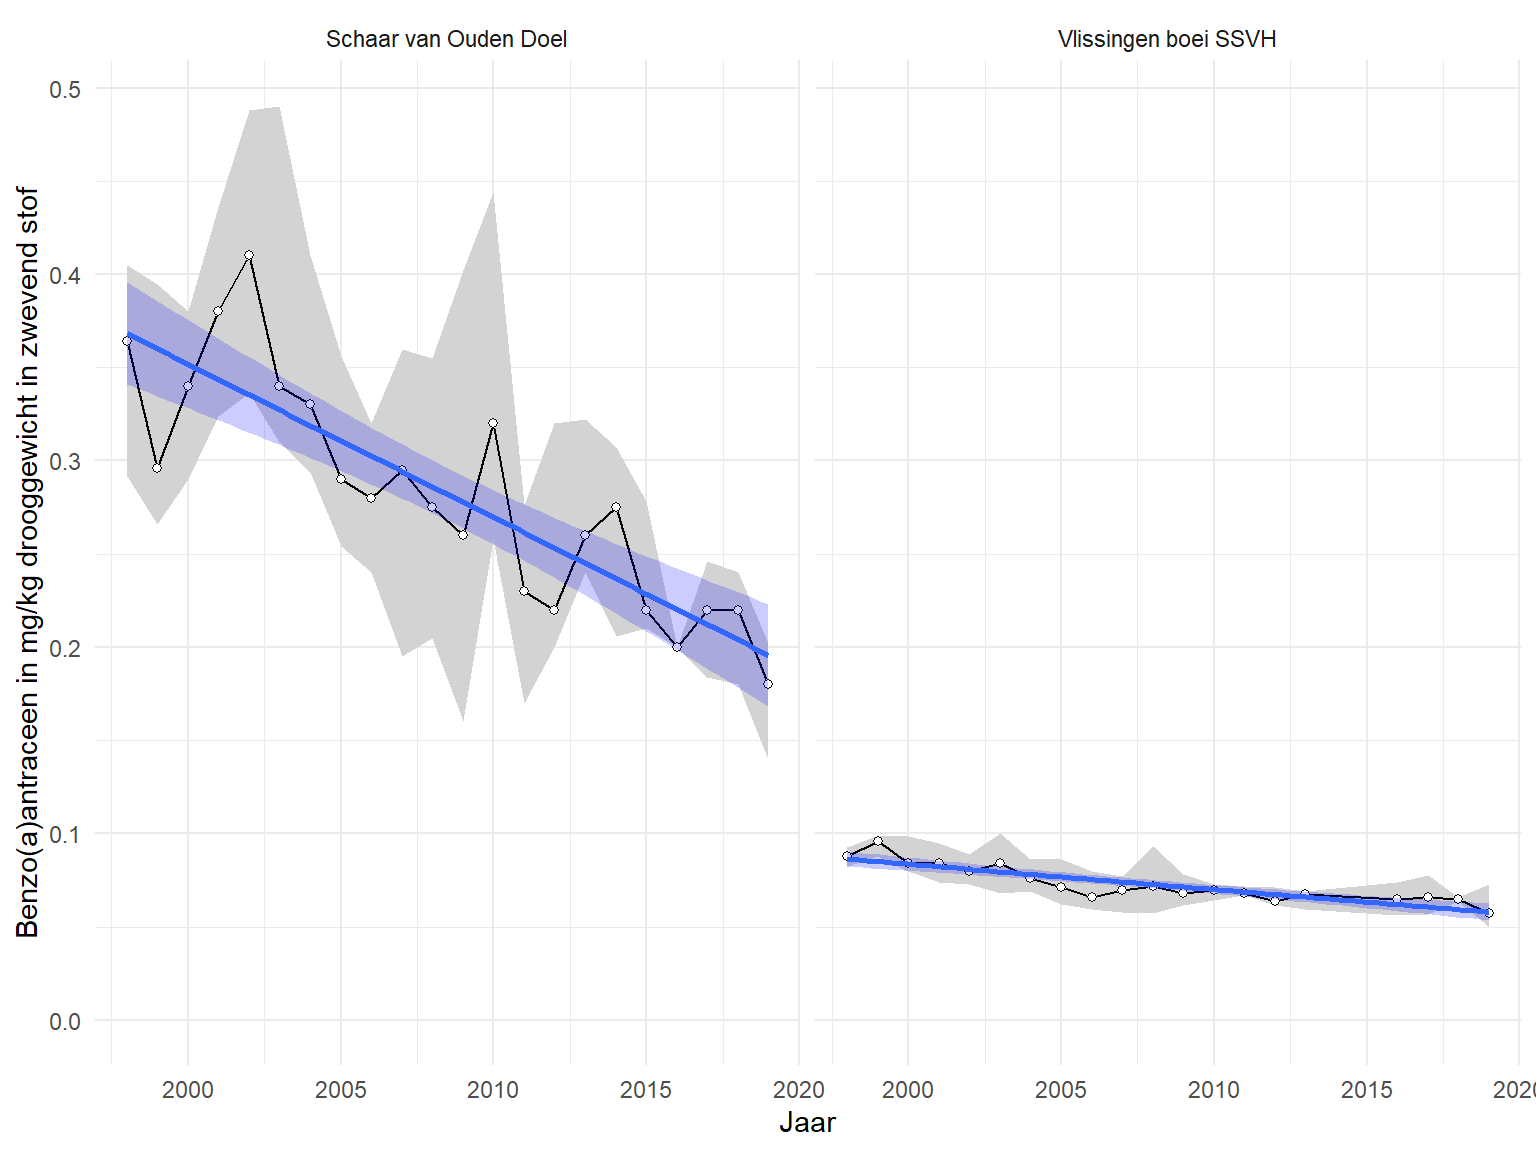 Schaar van Ouden Doel
Vlissingen boei SSVH
Benzo(a)antraceen in mg/kg drooggewicht in zwevend stof
0.5
0.4
0.3
0.2
0.1
0.0
2000 2005 2010 2015 2020 2000 2005 2010 2015 2020
Jaar